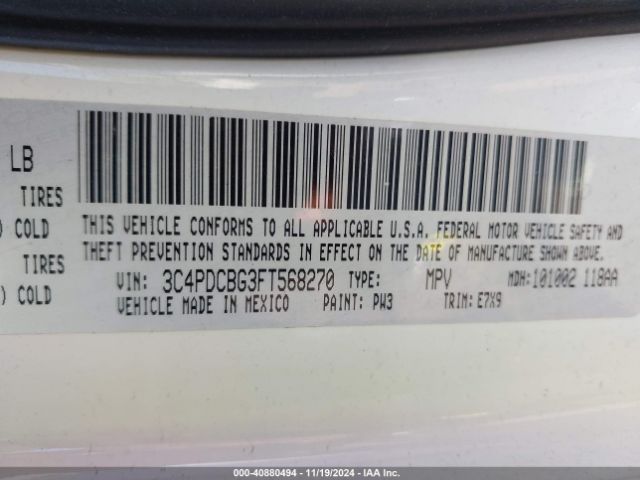 LB
TIRES
) COLD
TIRES
) COLD
THIS VEHICLE CONFORMS TO ALL APPLICABLE U.S.A. FEDERAL MOTOR VEHICLE SAFETY AND
THEFT PREVENTION STANDARDS IN EFFECT ON THE DATE OF MANUFACTURE SHOWN ABOVE.
VIN: 3C4PDCBG3FT568270 TYPE: MPV MDH:101002 118AA
VEHICLE MADE IN MEXICO PAINT: PW3 TRIM: E7X9
000-40880494 - 11/19/2024 - IAA Inc.